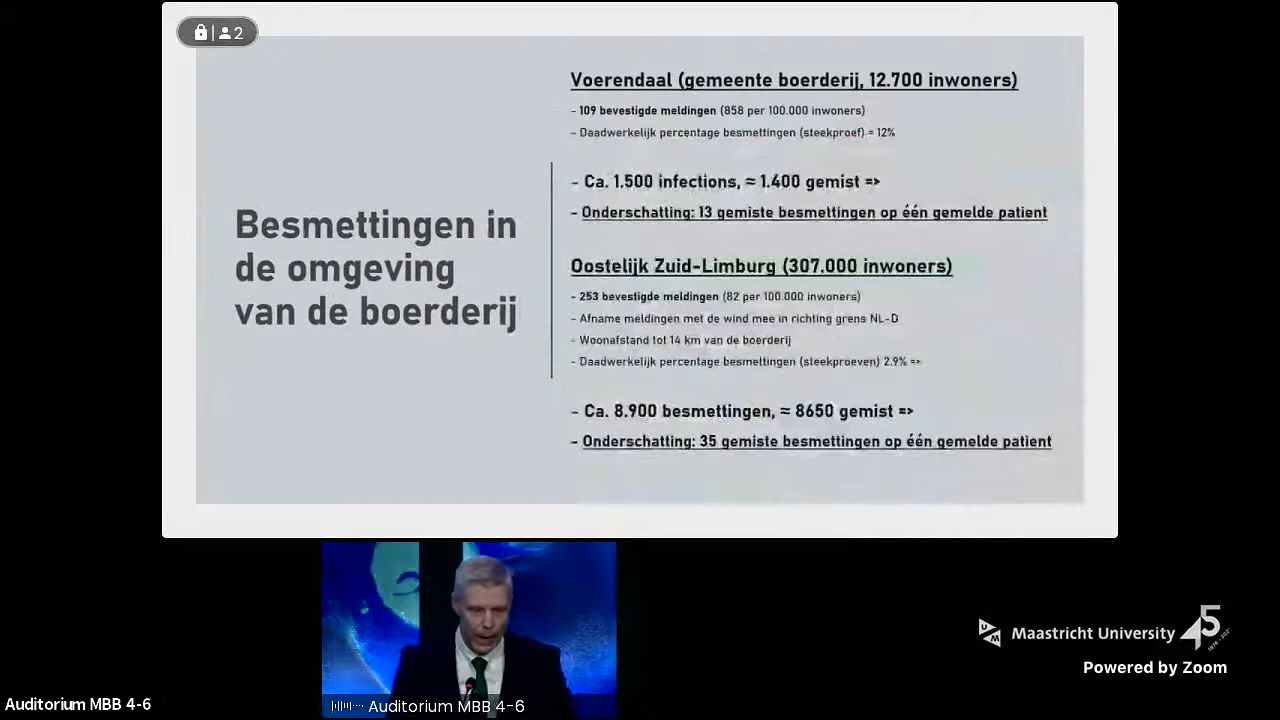 2
Voerendaal (gemeente boerderij, 12.700 inwoners)
- 109 bevestigde meldingen (858 per 100.000 inwoners)
- Daadwerkelijk percentage besmettingen (steekproef) = 12%
- Ca. 1.500 infections, ≈ 1.400 gemist =>
- Onderschatting: 13 gemiste besmettingen op één gemelde patient
Besmettingen in
de omgeving
van de boerderij
Oostelijk Zuid-Limburg (307.000 inwoners)
- 253 bevestigde meldingen (82 per 100.000 inwoners)
- Afname meldingen met de wind mee in richting grens NL-D
- Woonafstand tot 14 km van de boerderij
- Daadwerkelijk percentage besmettingen (steekproeven) 2.9% =>
- Ca. 8.900 besmettingen, ≈ 8650 gemist =>
- Onderschatting: 35 gemiste besmettingen op één gemelde patient
UM Maastricht University 45
Powered by Zoom
Auditorium MBB 4-6
Auditorium MBB 4-6